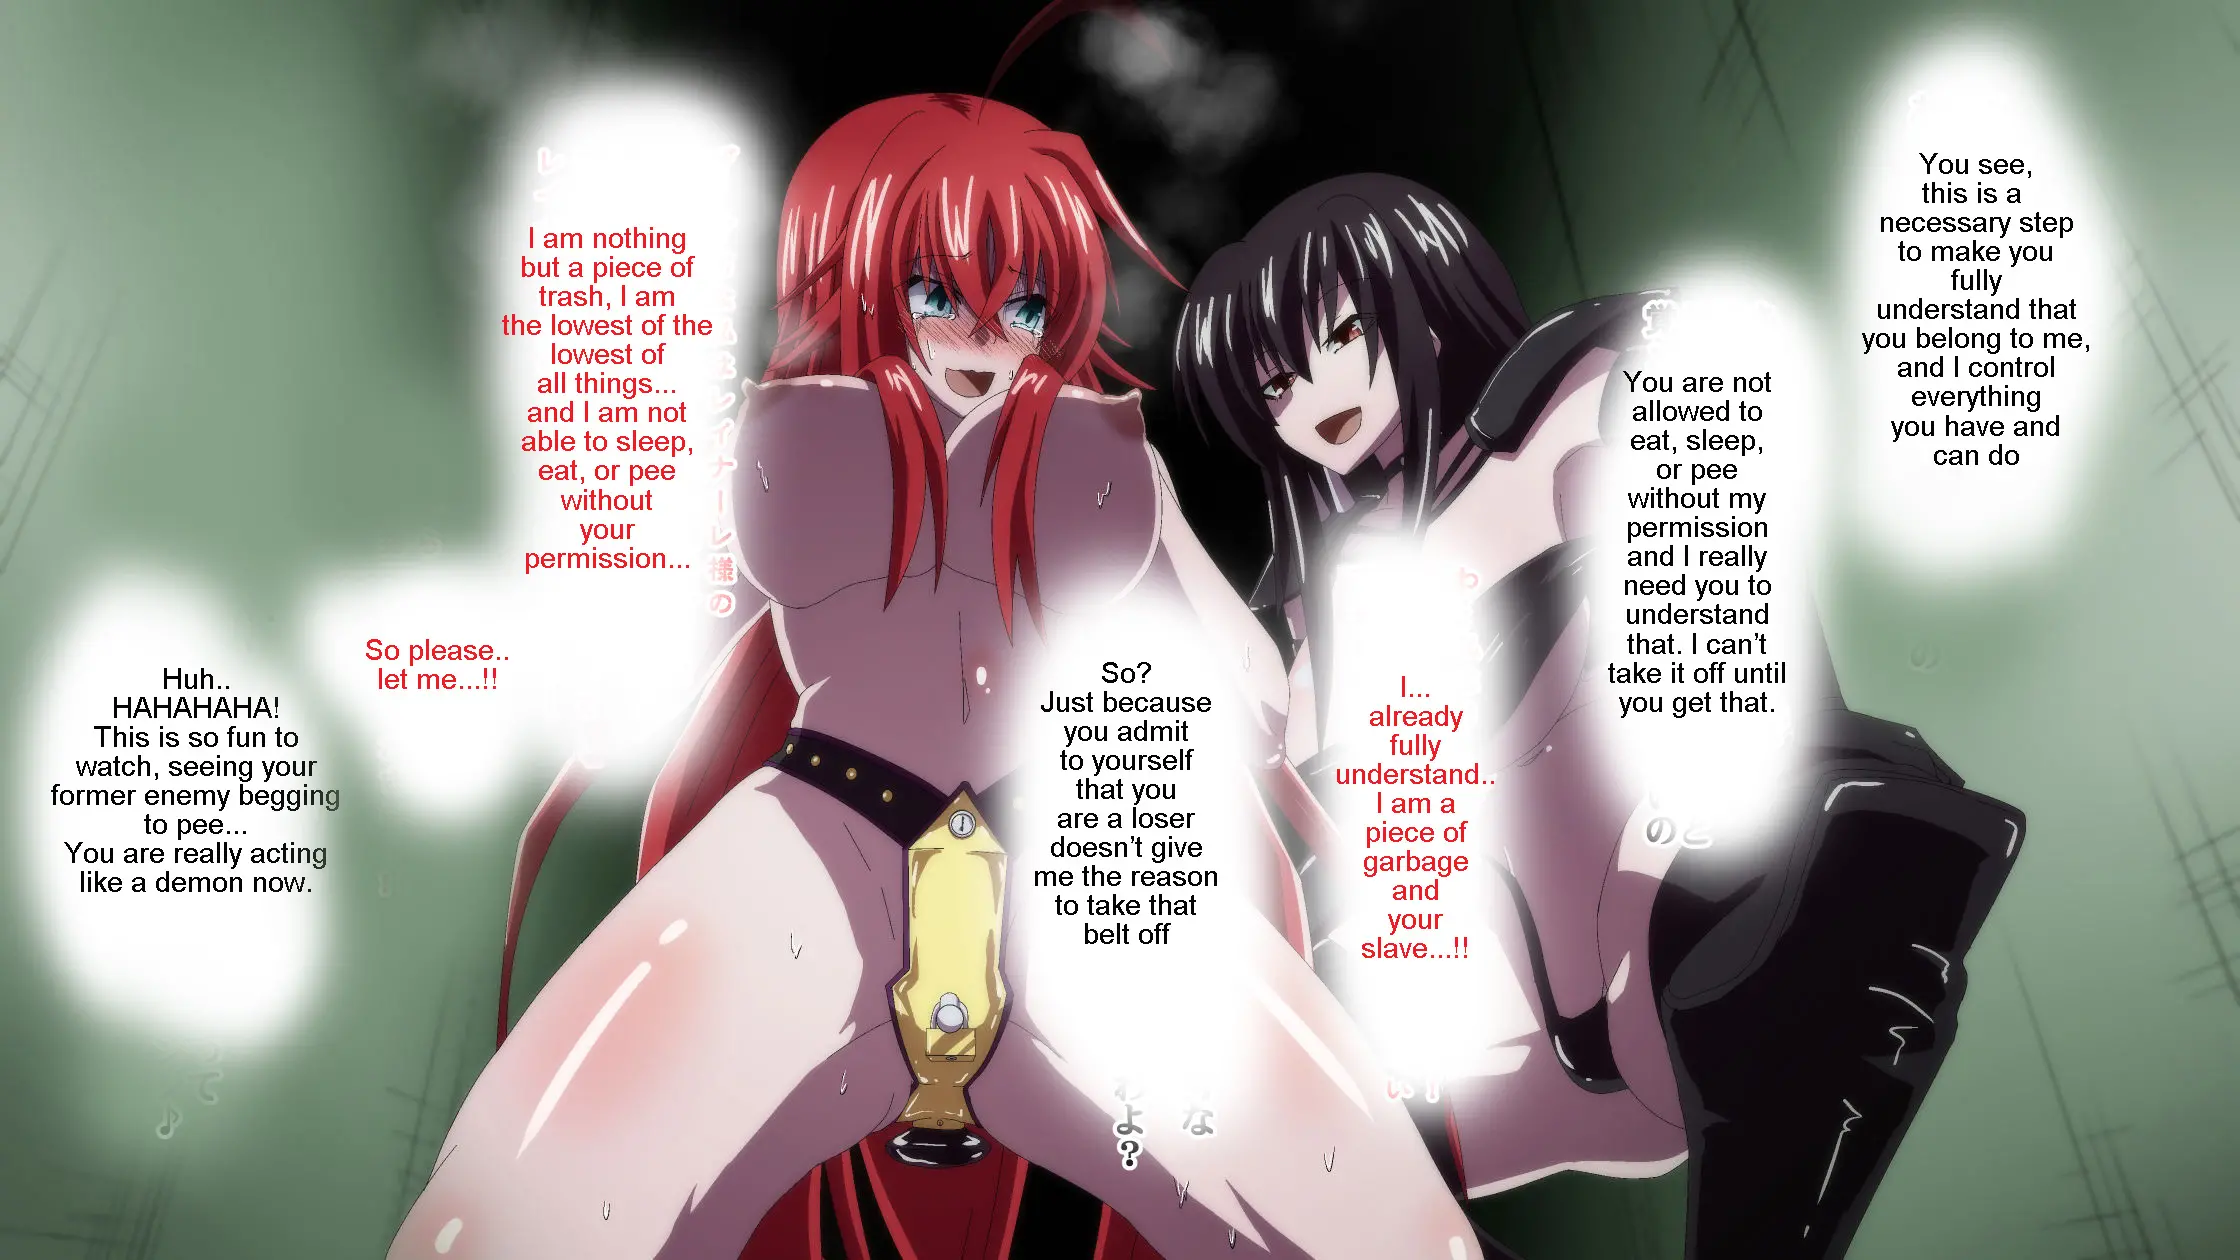 You see,
this is a
necessary step
to make you
fully
understand that
you belong to me,
and I control
everything
you have and
can do
You are not
allowed to
eat, sleep,
or pee
without my
permission
and I really
need you to
understand
that. I can't
take it off until
you get that.
I...
already
fully
understand..
I am a
piece of
garbage
and
your
slave...!!
So?
Just because
you admit
to yourself
that you
are a loser
doesn't give
me the reason
to take that
belt off
I am nothing
but a piece of
trash, I am
the lowest of the
lowest of
all things...
and I am not
able to sleep,
eat, or pee
without
your
permission...
So please..
let me...!!
Huh..
HAHAHAHA!
This is so fun to
watch, seeing your
former enemy begging
to pee...
You are really acting
like a demon now.